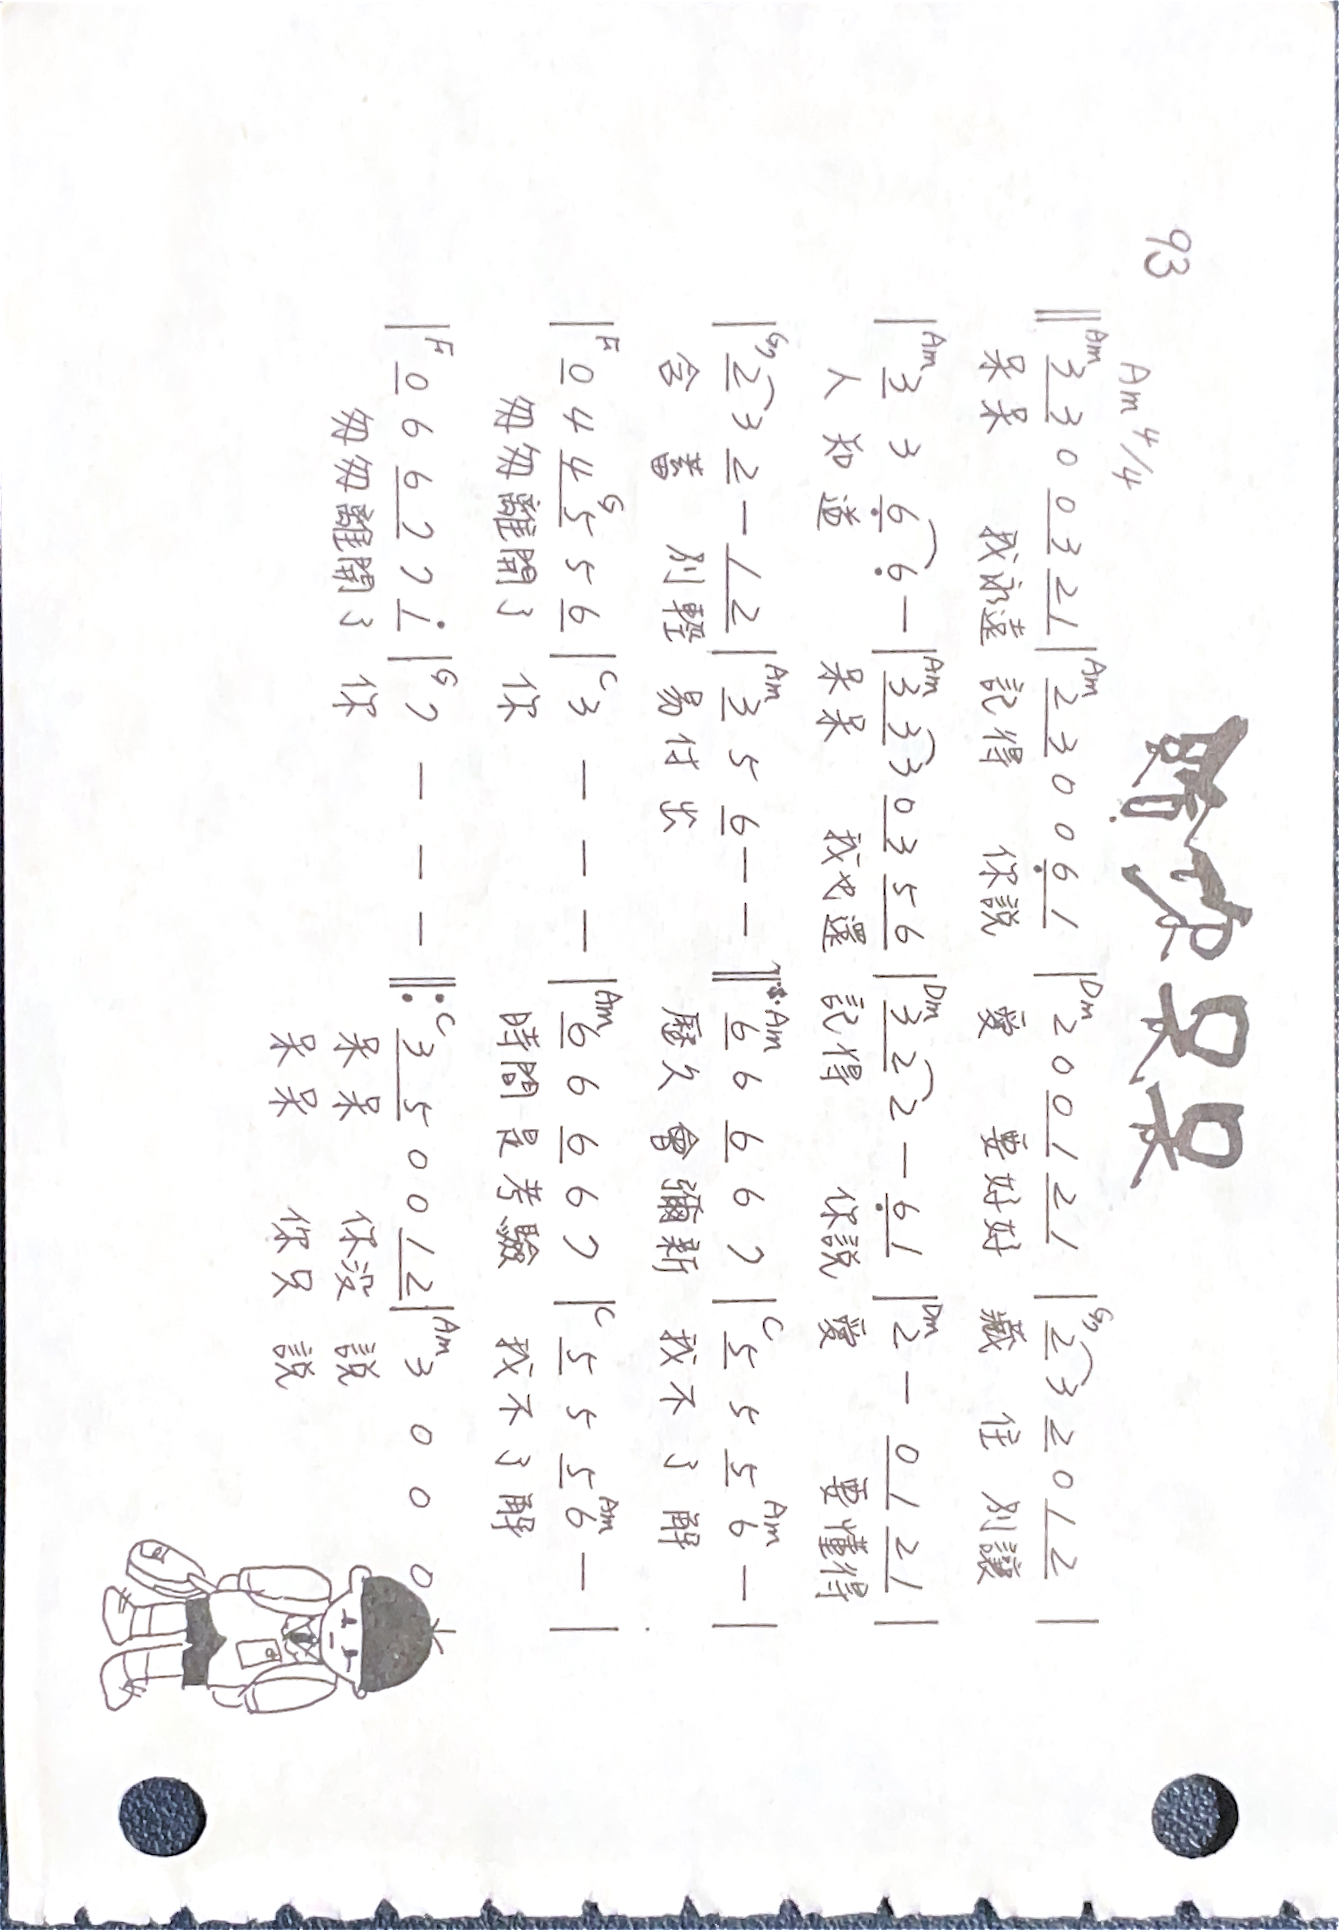 給你呆呆
93
Am 4/4
‖ Am 3 3 0 0 3 2 1 | Am 2 3 0 0 6 1 | Dm 2 0 0 1 2 1 | G7 2 3 2 0 1 2 |
呆呆 我永遠 記得 你說 愛 要好好 藏 住 別讓
| Am 3 3 6 6 — | Am 3 3 3 0 3 5 6 | Dm 3 2 2 — 6 1 | Dm 2 — 0 1 2 1 |
人 知 道 呆呆 我也還 記得 你說 愛 要懂得
| G7 2 3 2 — 1 2 | Am 3 5 6 — — ‖ Am 6 6 6 6 7 | C 5 5 5 Am 6 — |
含 蓄 別輕 易付出 歷久會彌新 我不了解
| F 0 4 4 G 5 5 6 | C 3 — — — | Am 6 6 6 6 7 | C 5 5 5 Am 6 — |
匆匆離開了 你 時間是考驗 我不了解
| F 0 6 6 7 7 i | G 7 — — — ‖: C 3 5 0 0 1 2 | Am 3 0 0 0
匆匆離開了 你 呆呆 你没 說
呆呆 你只 說